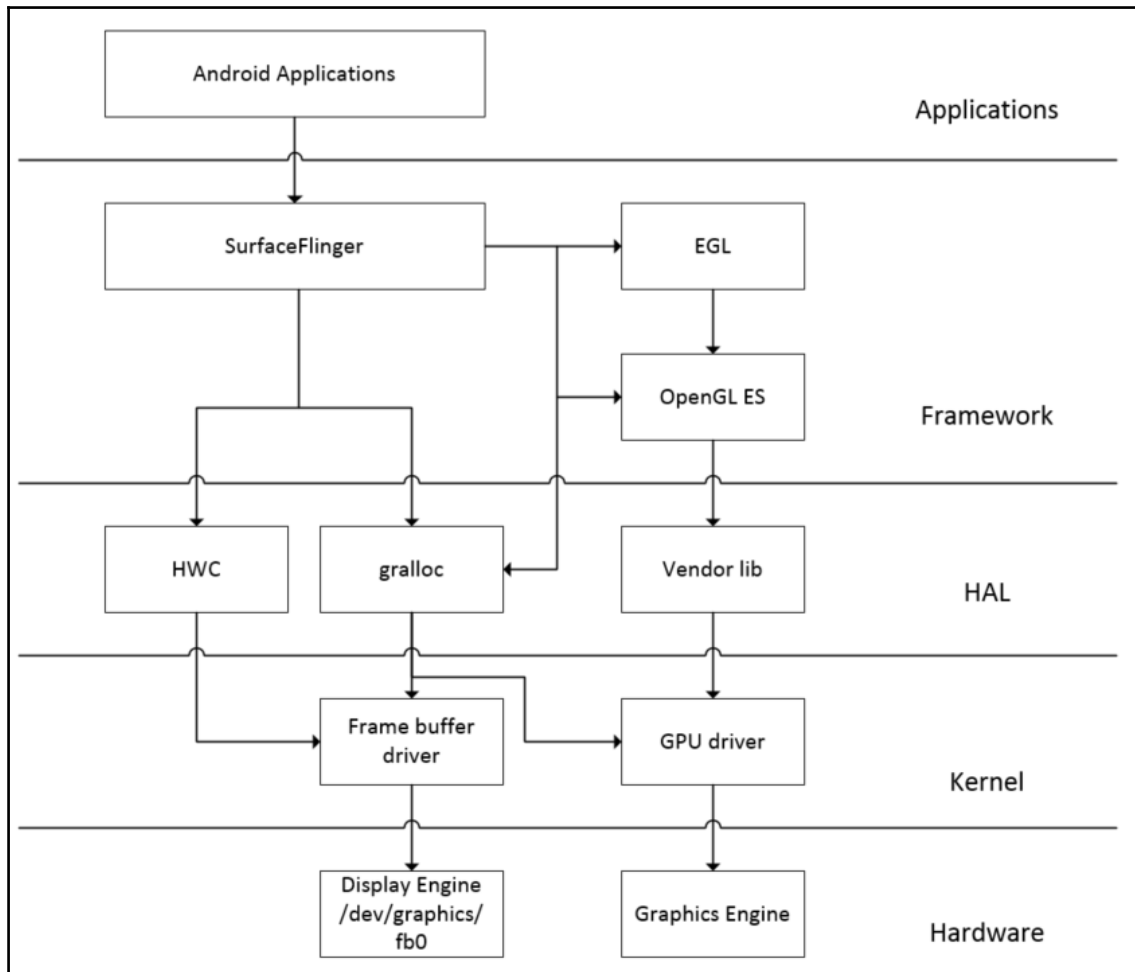 Android Applications
Applications
SurfaceFlinger
EGL
OpenGL ES
Framework
HWC
gralloc
Vendor lib
HAL
Frame buffer
driver
GPU driver
Kernel
Display Engine
/dev/graphics/
fb0
Graphics Engine
Hardware